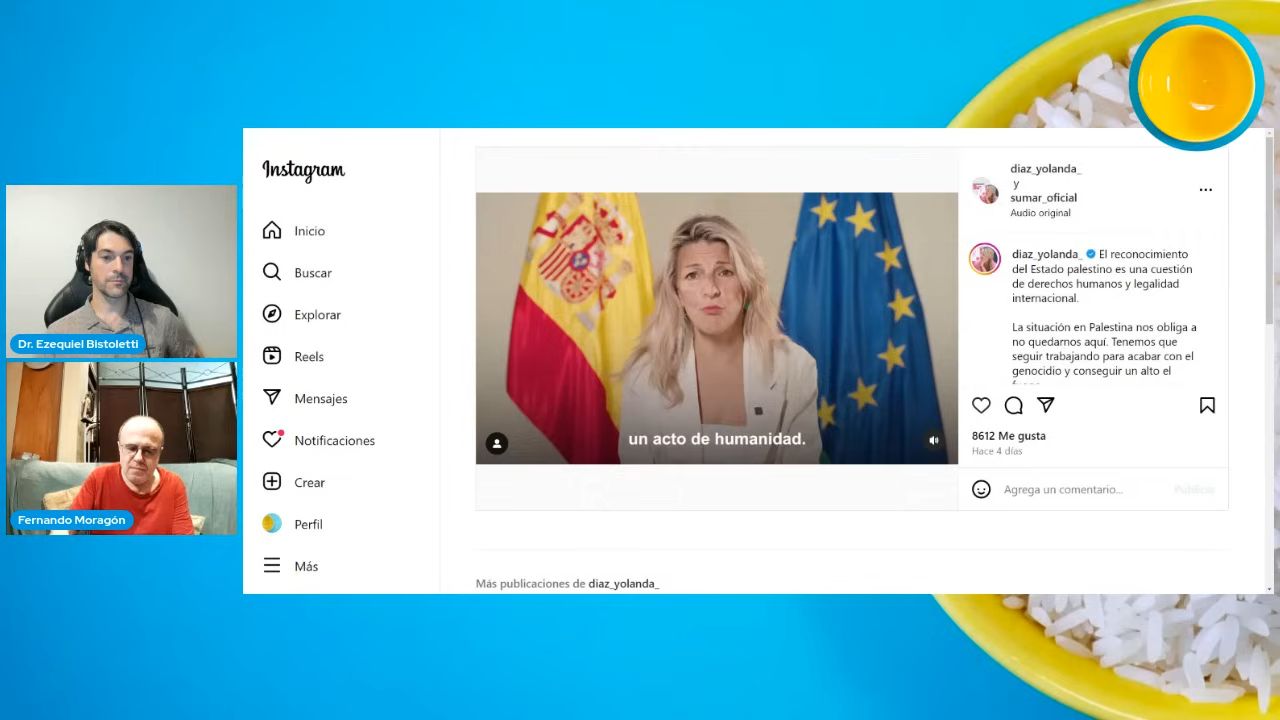 Dr. Ezequiel Bistoletti
Fernando Moragón
Instagram
Inicio
Buscar
Explorar
Reels
Mensajes
Notificaciones
Crear
Perfil
Más
un acto de humanidad.
diaz_yolanda_
y
sumar_oficial
Audio original
diaz_yolanda_ El reconocimiento
del Estado palestino es una cuestión
de derechos humanos y legalidad
internacional.
La situación en Palestina nos obliga a
no quedarnos aquí. Tenemos que
seguir trabajando para acabar con el
genocidio y conseguir un alto el
8612 Me gusta
Hace 4 días
Agrega un comentario...
Publicar
Más publicaciones de diaz_yolanda_